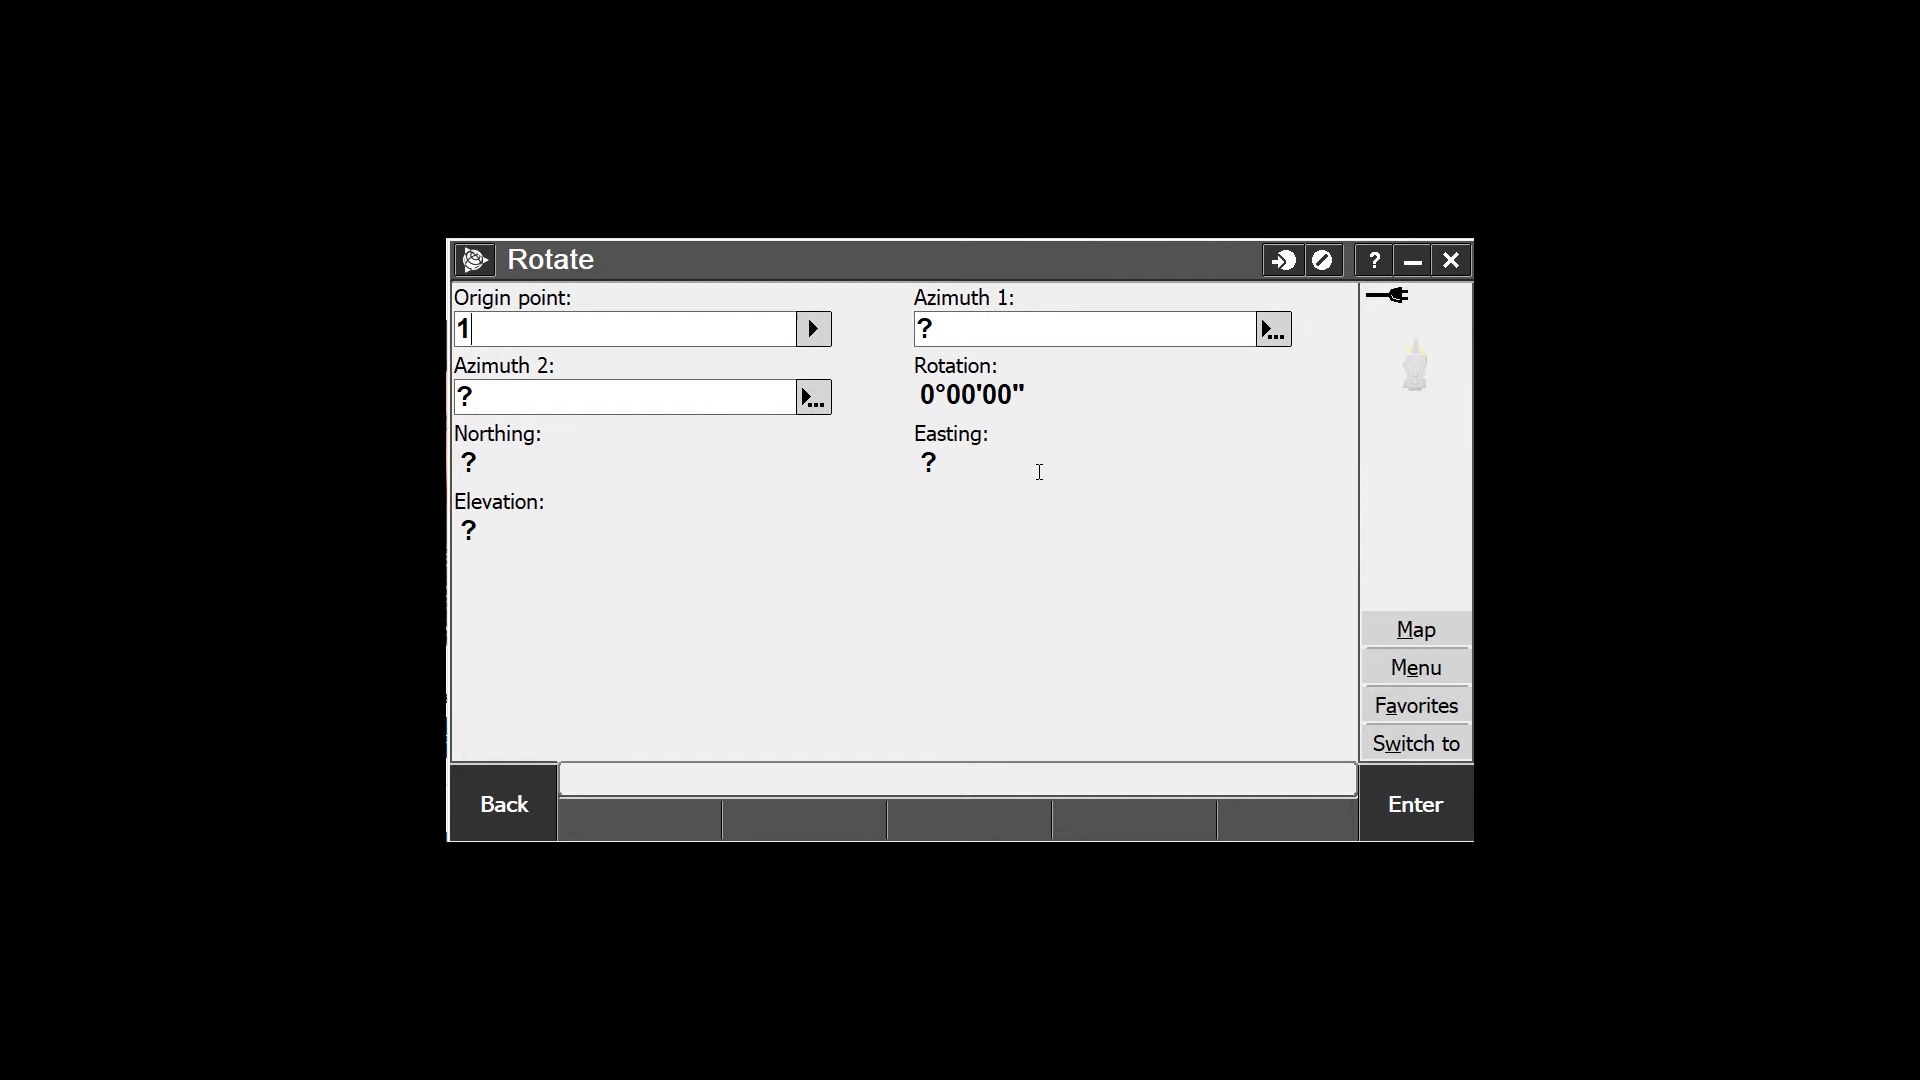 Rotate
?
Origin point:
Azimuth 1:
1
?
Azimuth 2:
Rotation:
?
0°00'00"
Northing:
Easting:
?
?
Elevation:
?
Map
Menu
Favorites
Switch to
Back
Enter